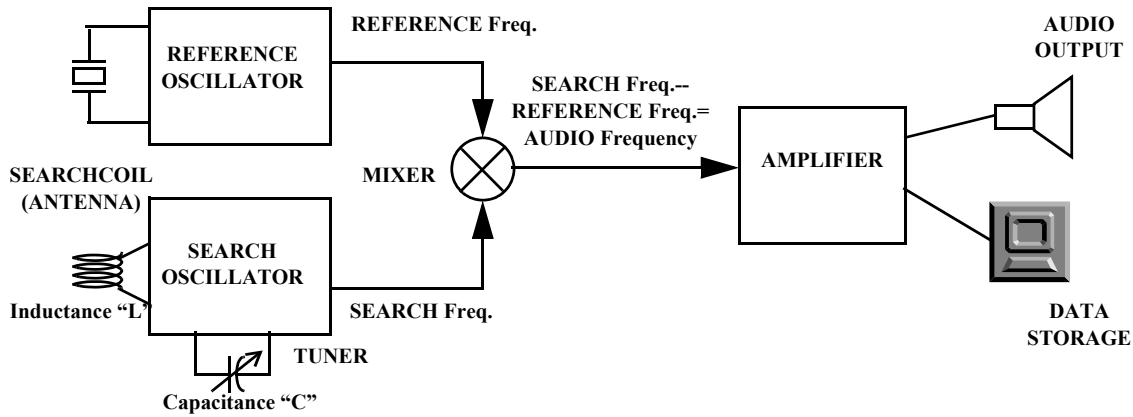 REFERENCE Freq.
REFERENCE
OSCILLATOR
AUDIO
OUTPUT
SEARCH Freq.--
REFERENCE Freq.=
AUDIO Frequency
MIXER
AMPLIFIER
SEARCHCOIL
(ANTENNA)
SEARCH
OSCILLATOR
Inductance “L”
SEARCH Freq.
TUNER
Capacitance “C”
DATA
STORAGE